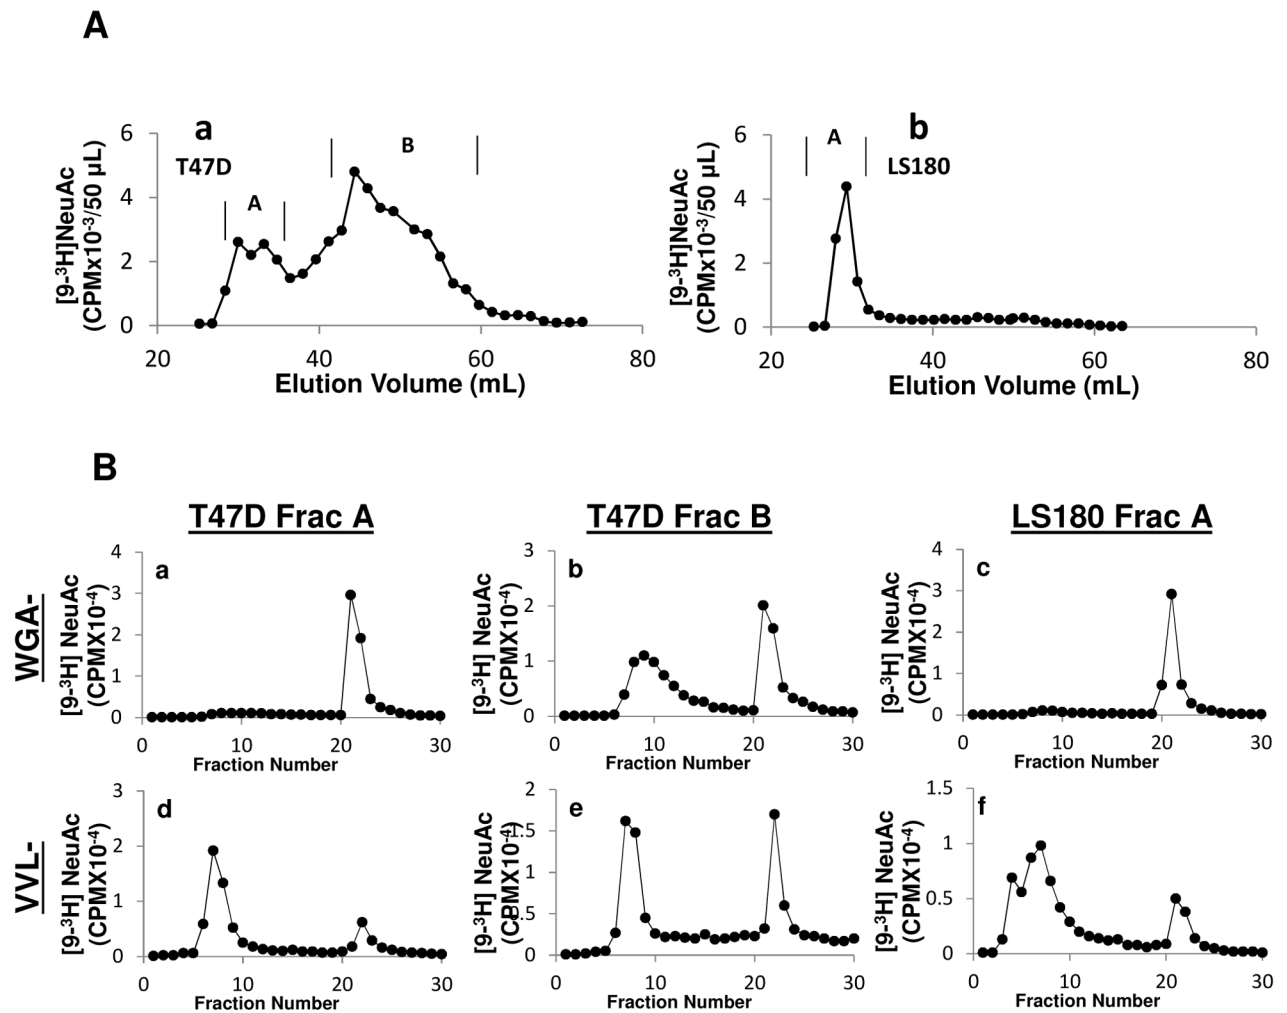 A
a
T47D
A
B
6
4
2
0
20 40 60 80
[9-³H]NeuAc
(CPMx10⁻³/50 µL)
Elution Volume (mL)
b
LS180
A
6
4
2
0
20 40 60 80
[9-³H]NeuAc
(CPMx10⁻³/50 µL)
Elution Volume (mL)
B
T47D Frac A
T47D Frac B
LS180 Frac A
WGA-
a
4
3
2
1
0
0 10 20 30
[9-³H] NeuAc
(CPMX10⁻⁴)
Fraction Number
b
3
2
1
0
0 10 20 30
[9-³H] NeuAc
(CPMX10⁻⁴)
Fraction Number
c
4
3
2
1
0
0 10 20 30
[9-³H] NeuAc
(CPMX10⁻⁴)
Fraction Number
VVL-
d
3
2
1
0
0 10 20 30
[9-³H] NeuAc
(CPMX10⁻⁴)
Fraction Number
e
2
1.5
1
0.5
0
0 10 20 30
[9-³H] NeuAc
(CPMX10⁻⁴)
Fraction Number
f
1.5
1
0.5
0
0 10 20 30
[9-³H] NeuAc
(CPMX10⁻⁴)
Fraction Number